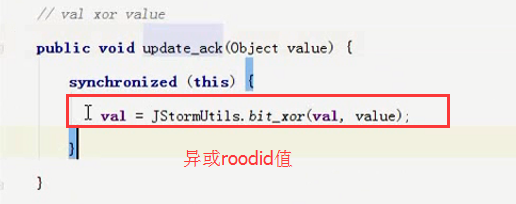 // val xor value
public void update_ack(Object value) {
synchronized (this) {
val = JStormUtils.bit_xor(val, value);
}
异或roodid值
}